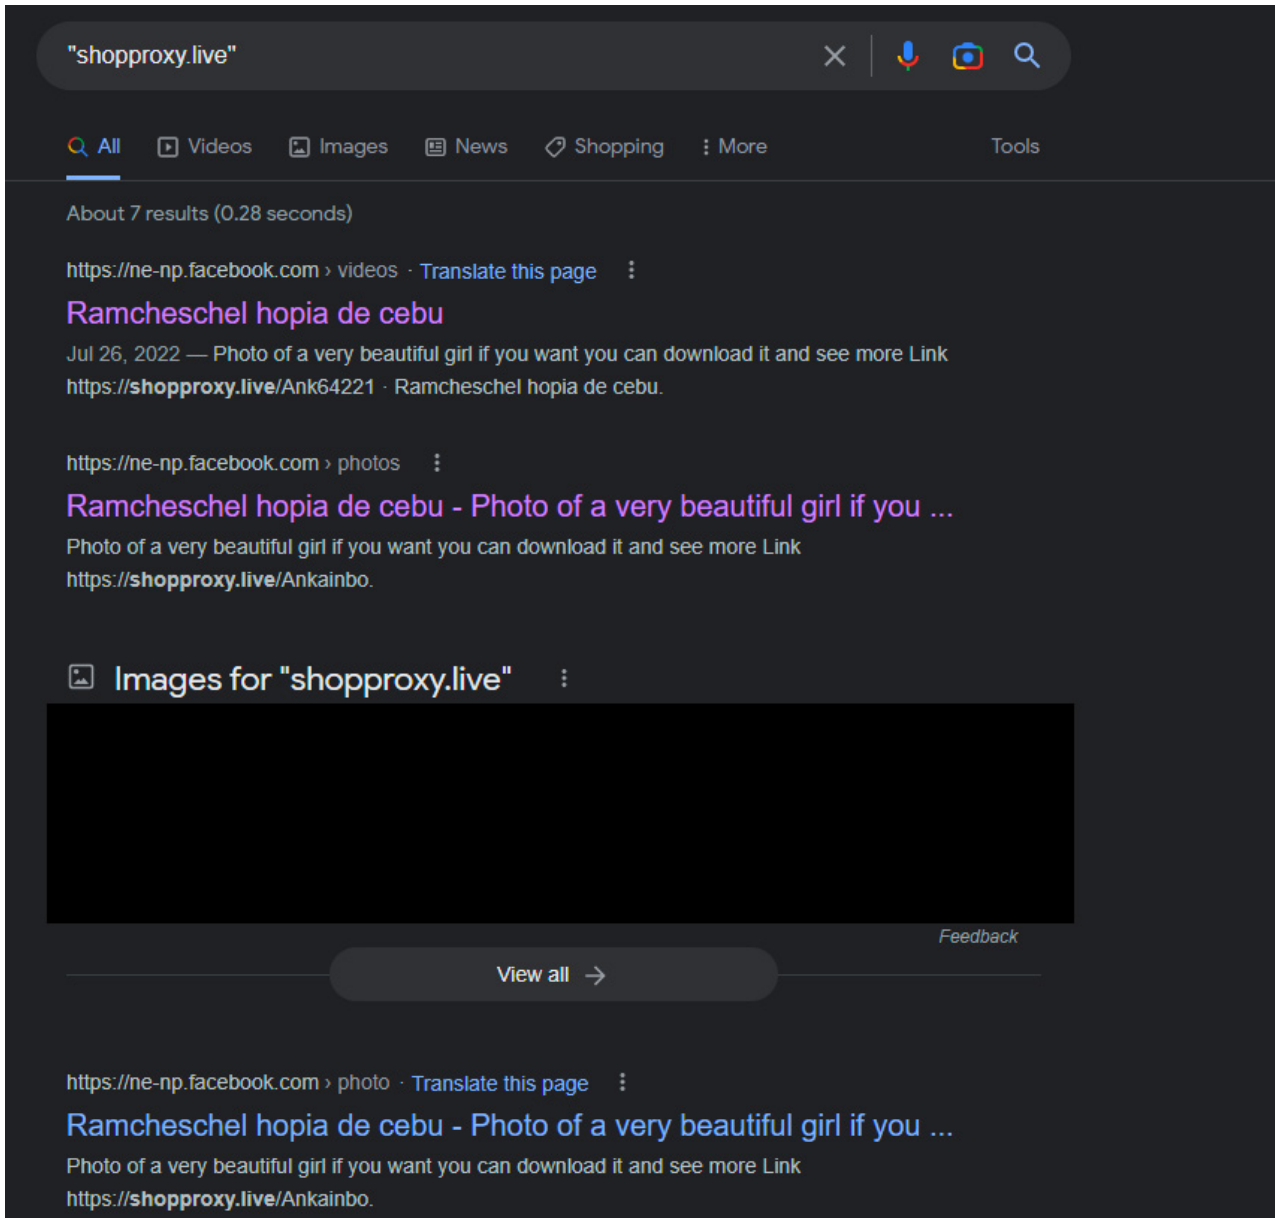 "shopproxy.live"
All Videos Images News Shopping More Tools
About 7 results (0.28 seconds)
https://ne-np.facebook.com › videos · Translate this page
Ramcheschel hopia de cebu
Jul 26, 2022 — Photo of a very beautiful girl if you want you can download it and see more Link
https://shopproxy.live/Ank64221 · Ramcheschel hopia de cebu.
https://ne-np.facebook.com › photos
Ramcheschel hopia de cebu - Photo of a very beautiful girl if you ...
Photo of a very beautiful girl if you want you can download it and see more Link
https://shopproxy.live/Ankainbo.
Images for "shopproxy.live"
Feedback
View all →
https://ne-np.facebook.com › photo · Translate this page
Ramcheschel hopia de cebu - Photo of a very beautiful girl if you ...
Photo of a very beautiful girl if you want you can download it and see more Link
https://shopproxy.live/Ankainbo.